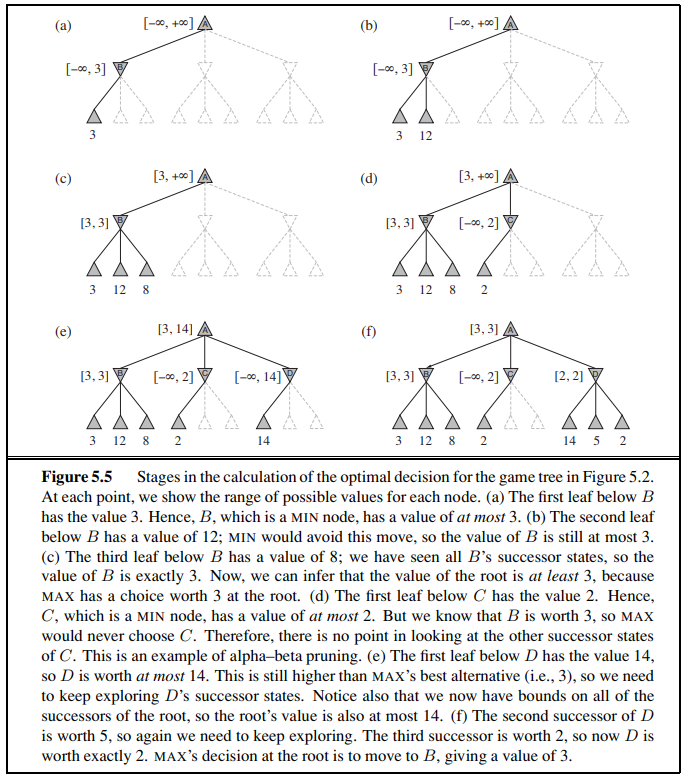 (a) [−∞, +∞] A
[−∞, 3] B
3
(b) [−∞, +∞] A
[−∞, 3] B
3 12
(c) [3, +∞] A
[3, 3] B
3 12 8
(d) [3, +∞] A
[3, 3] B [−∞, 2] C
3 12 8 2
(e) [3, 14] A
[3, 3] B [−∞, 2] C [−∞, 14] D
3 12 8 2 14
(f) [3, 3] A
[3, 3] B [−∞, 2] C [2, 2] D
3 12 8 2 14 5 2
Figure 5.5 Stages in the calculation of the optimal decision for the game tree in Figure 5.2.
At each point, we show the range of possible values for each node. (a) The first leaf below B
has the value 3. Hence, B, which is a MIN node, has a value of at most 3. (b) The second leaf
below B has a value of 12; MIN would avoid this move, so the value of B is still at most 3.
(c) The third leaf below B has a value of 8; we have seen all B's successor states, so the
value of B is exactly 3. Now, we can infer that the value of the root is at least 3, because
MAX has a choice worth 3 at the root. (d) The first leaf below C has the value 2. Hence,
C, which is a MIN node, has a value of at most 2. But we know that B is worth 3, so MAX
would never choose C. Therefore, there is no point in looking at the other successor states
of C. This is an example of alpha–beta pruning. (e) The first leaf below D has the value 14,
so D is worth at most 14. This is still higher than MAX's best alternative (i.e., 3), so we need
to keep exploring D's successor states. Notice also that we now have bounds on all of the
successors of the root, so the root's value is also at most 14. (f) The second successor of D
is worth 5, so again we need to keep exploring. The third successor is worth 2, so now D is
worth exactly 2. MAX's decision at the root is to move to B, giving a value of 3.